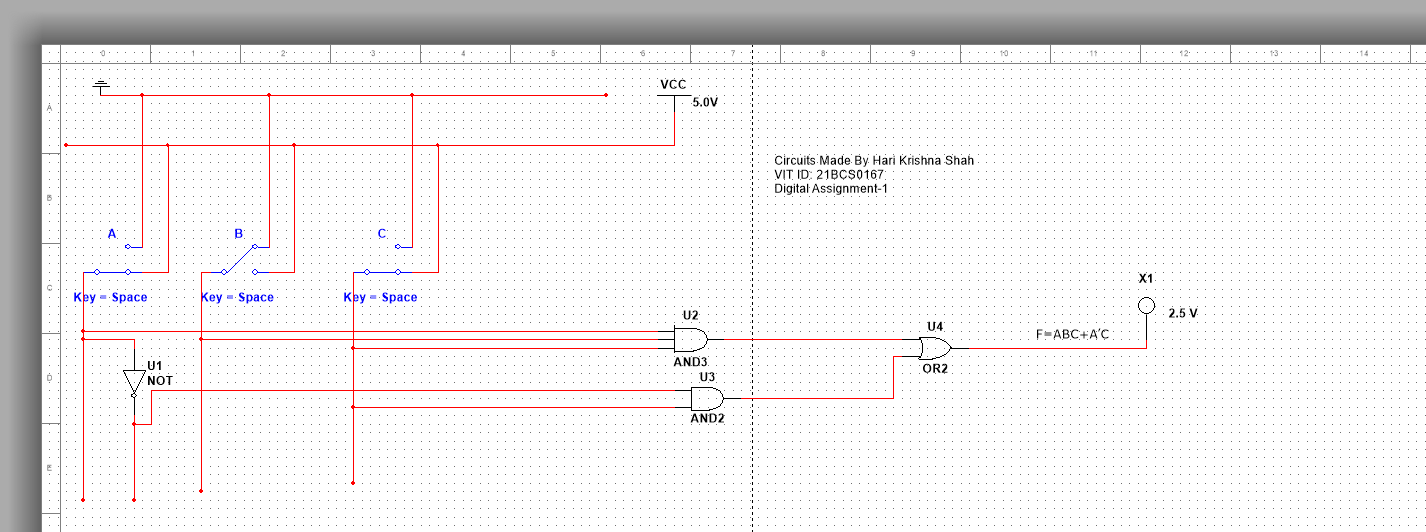 0 1 2 3 4 5 6 7 8 9 10 11 12 13 14
A
VCC
5.0V
Circuits Made By Hari Krishna Shah
VIT ID: 21BCS0167
Digital Assignment-1
B
A B C
C
Key = Space Key = Space Key = Space
X1
2.5 V
U2
U4
F=ABC+A'C
AND3
OR2
U1
NOT
U3
D
AND2
E